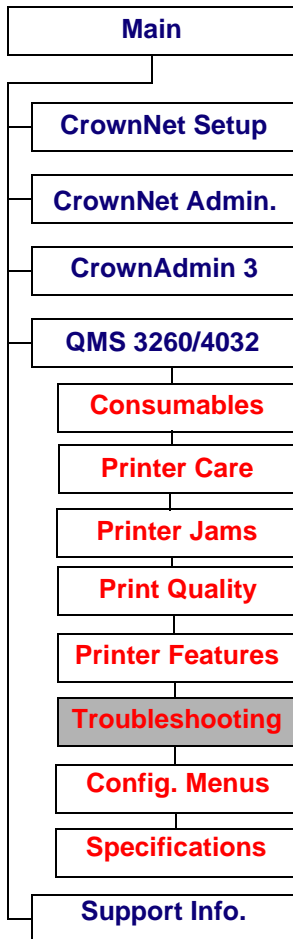 Main
CrownNet Setup
CrownNet Admin.
CrownAdmin 3
QMS 3260/4032
Consumables
Printer Care
Printer Jams
Print Quality
Printer Features
Troubleshooting
Config. Menus
Specifications
Support Info.